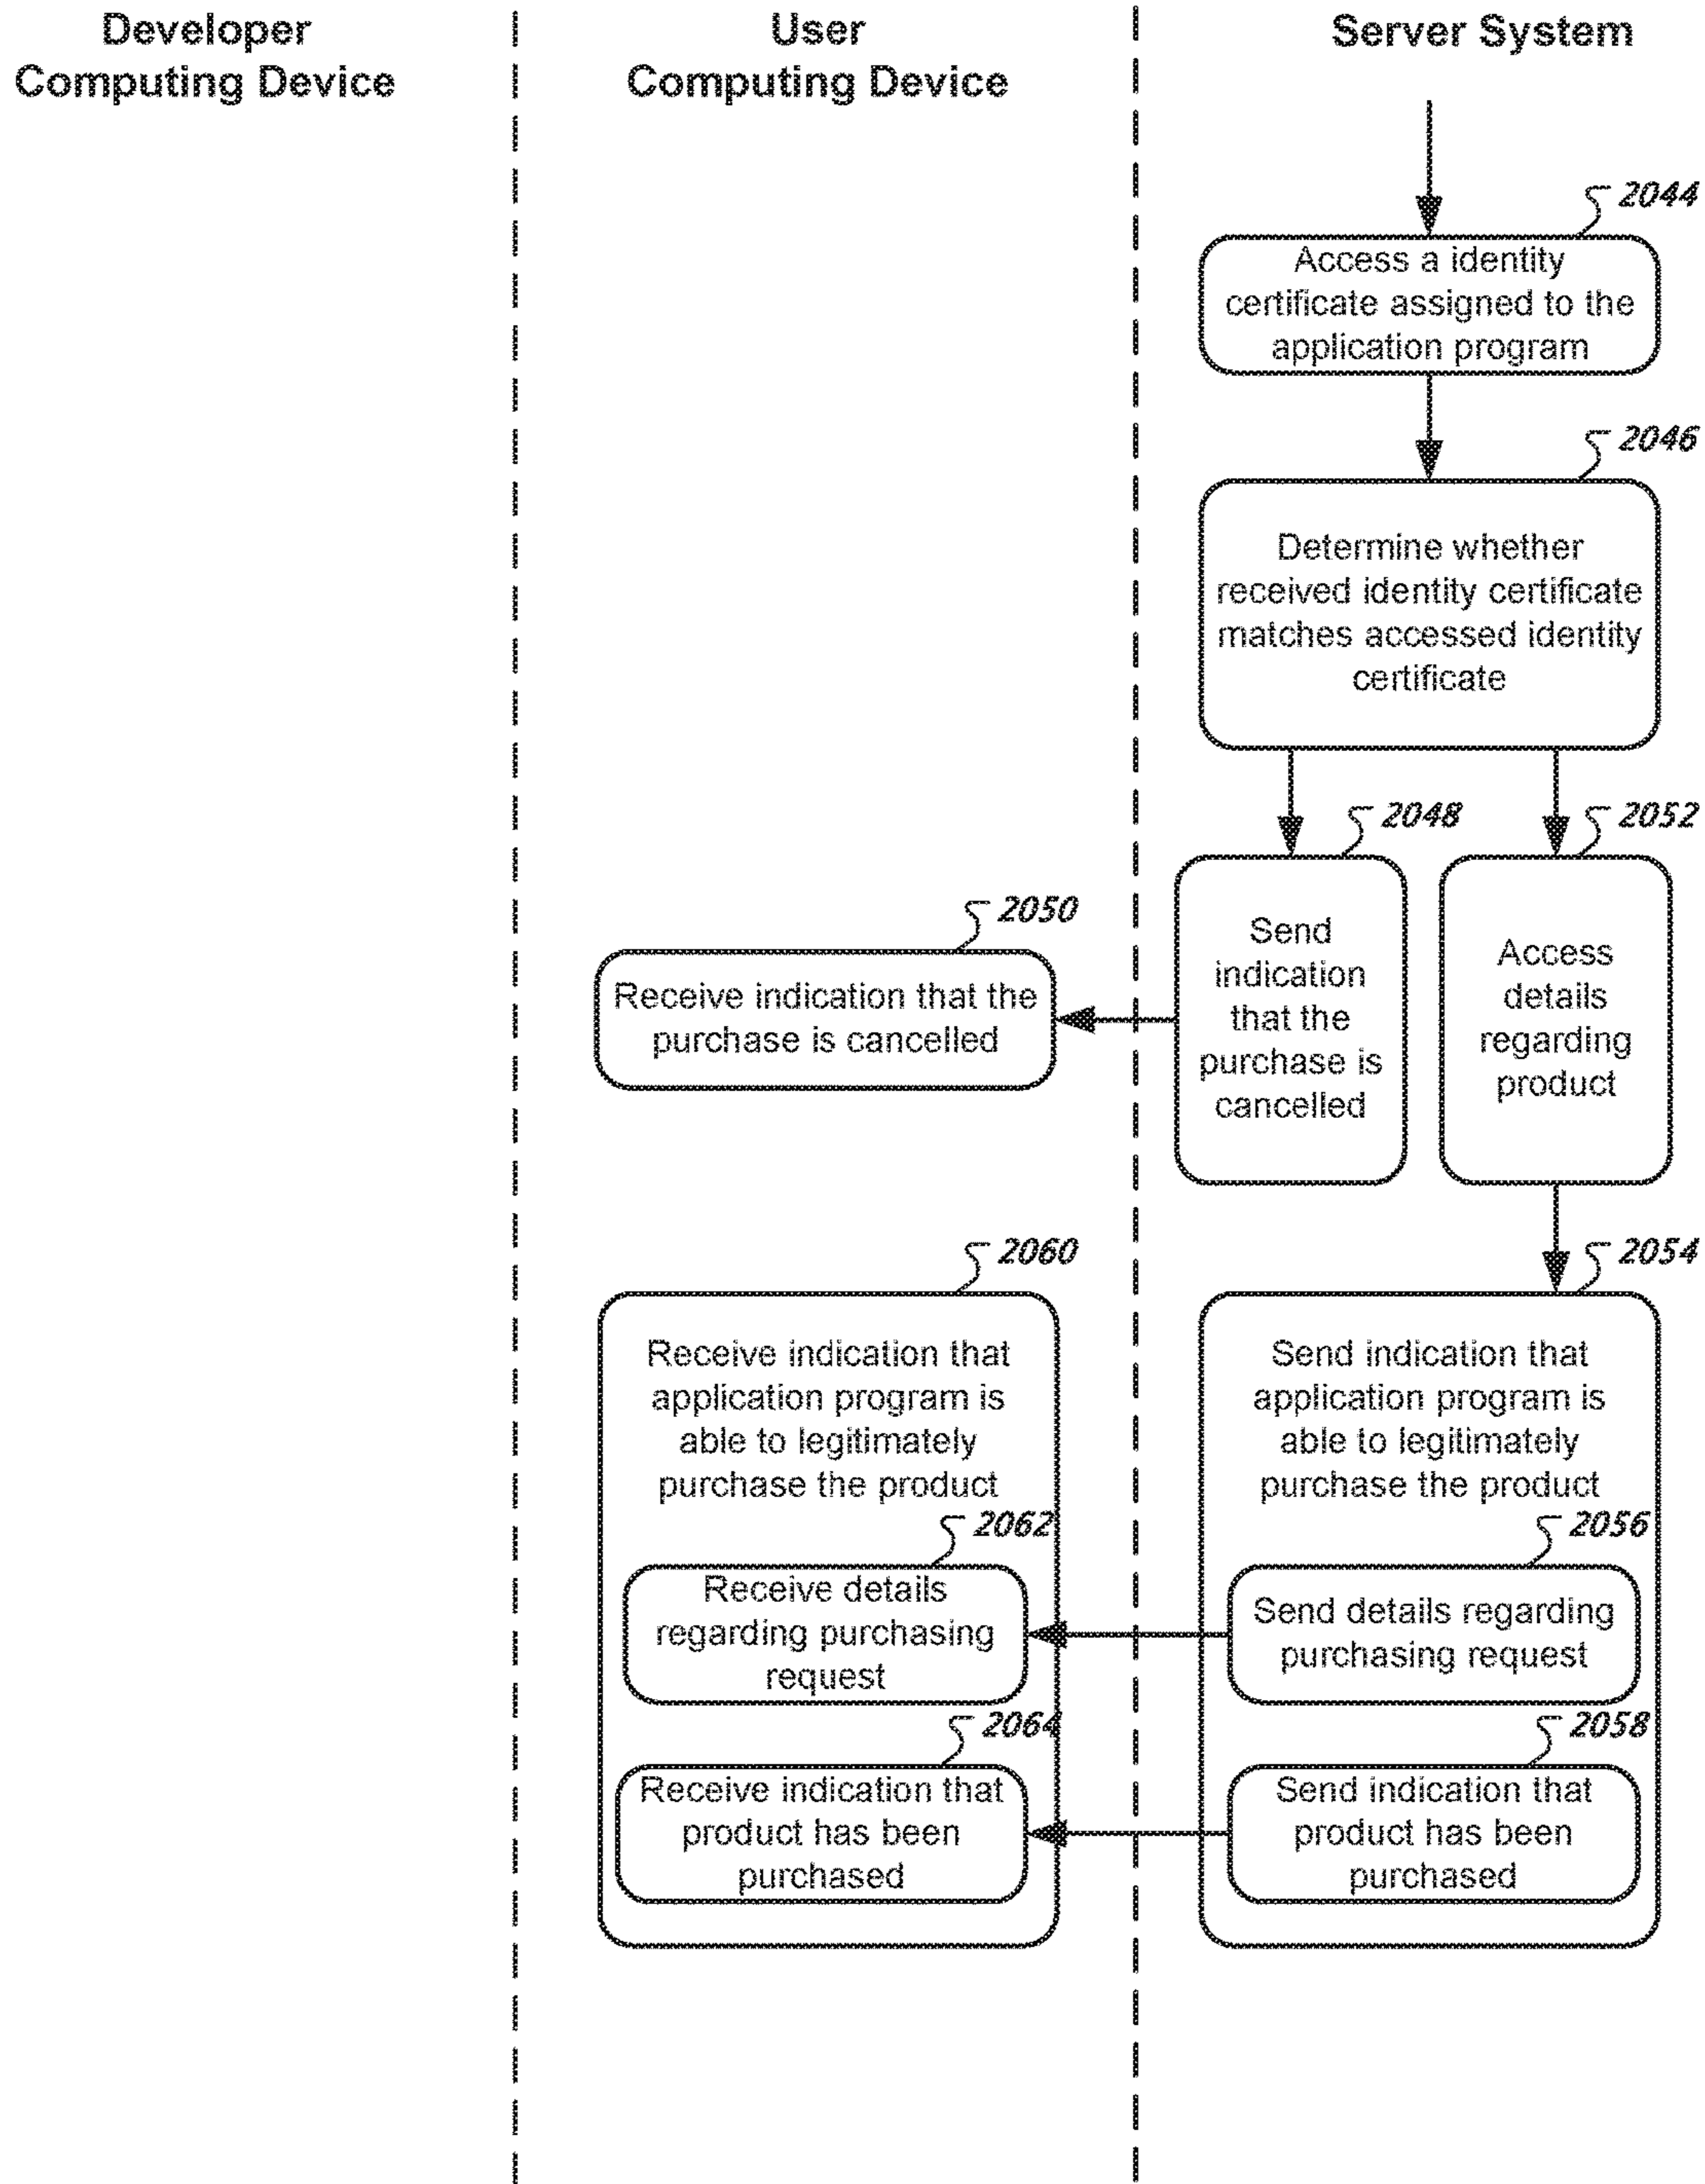 Developer
Computing Device
User
Computing Device
Server System
2044
Access a identity
certificate assigned to the
application program
2046
Determine whether
received identity certificate
matches accessed identity
certificate
2048
Send
indication
that the
purchase is
cancelled
2052
Access
details
regarding
product
2050
Receive indication that the
purchase is cancelled
2060
Receive indication that
application program is
able to legitimately
purchase the product
2062
Receive details
regarding purchasing
request
2064
Receive indication that
product has been
purchased
2054
Send indication that
application program is
able to legitimately
purchase the product
2056
Send details regarding
purchasing request
2058
Send indication that
product has been
purchased